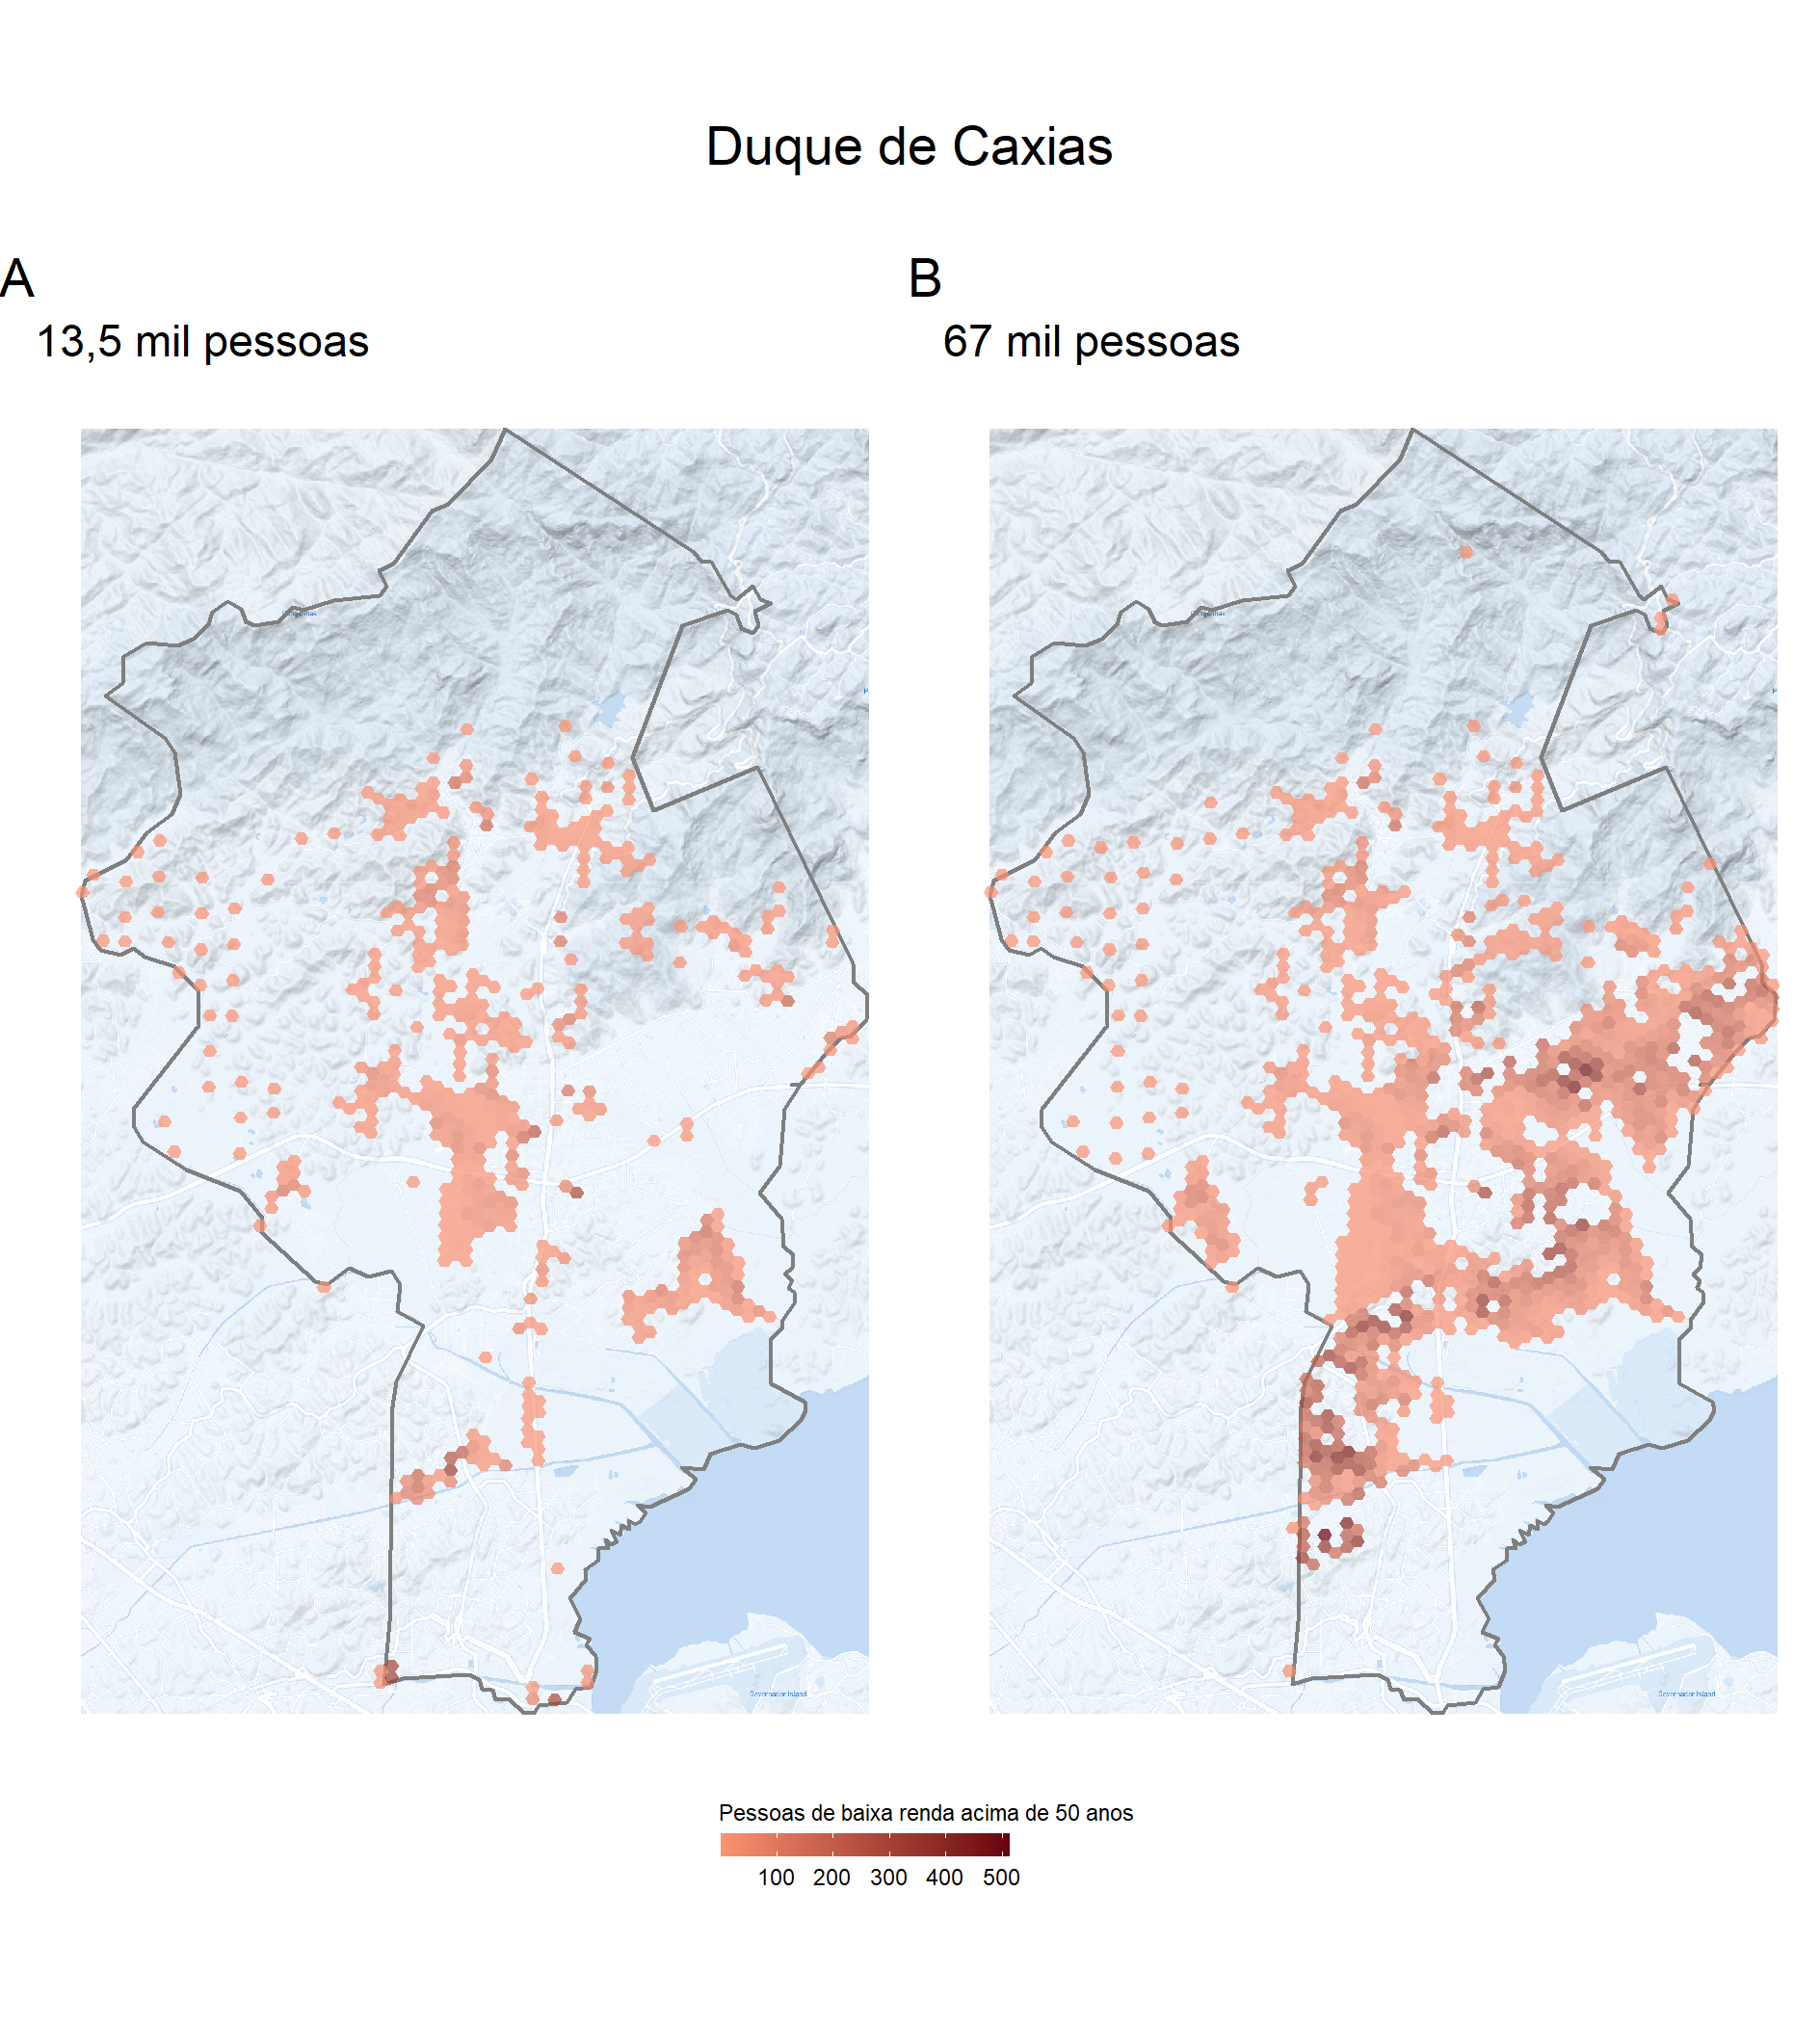 Duque de Caxias
A
B
13,5 mil pessoas
67 mil pessoas
Governador Island
Governador Island
Pessoas de baixa renda acima de 50 anos
100 200 300 400 500